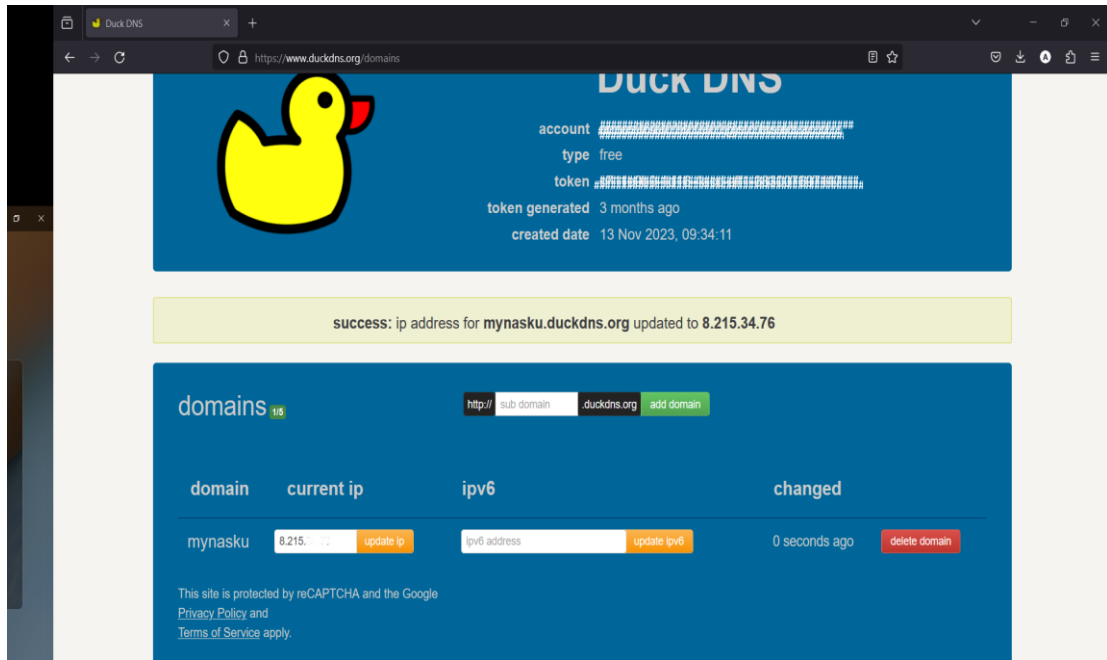 Duck DNS
https://www.duckdns.org/domains
Duck DNS
account
type free
token
token generated 3 months ago
created date 13 Nov 2023, 09:34:11
success: ip address for mynasku.duckdns.org updated to 8.215.34.76
domains 1/5 http:// sub domain .duckdns.org add domain
domain current ip ipv6 changed
mynasku 8.215. update ip ipv6 address update ipv6 0 seconds ago delete domain
This site is protected by reCAPTCHA and the Google
Privacy Policy and
Terms of Service apply.